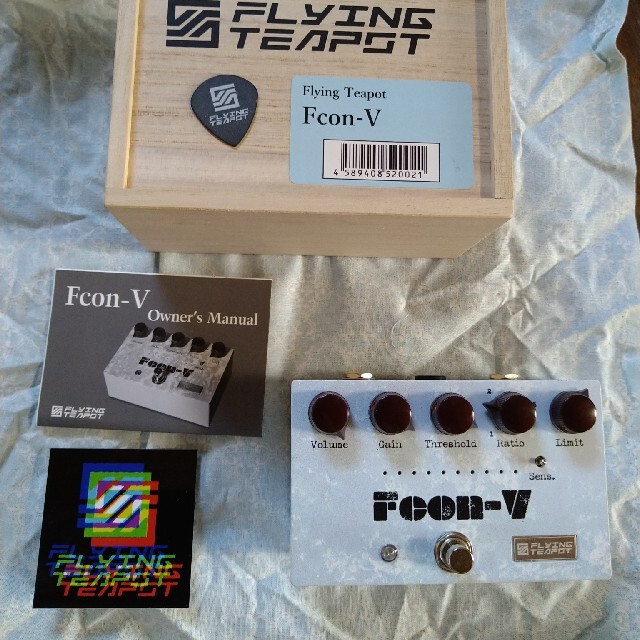 FLYING
TEAPOT
FLYING
TEAPOT
Flying Teapot
Fcon-V
4 589408 520021
Fcon-V
Owner's Manual
Fcon-V
FLYING
TEAPOT
FLYING
TEAPOT
2
Volume
Gain
Threshold
Ratio
Limit
Sens.
Fcon-V
FLYING
TEAPOT